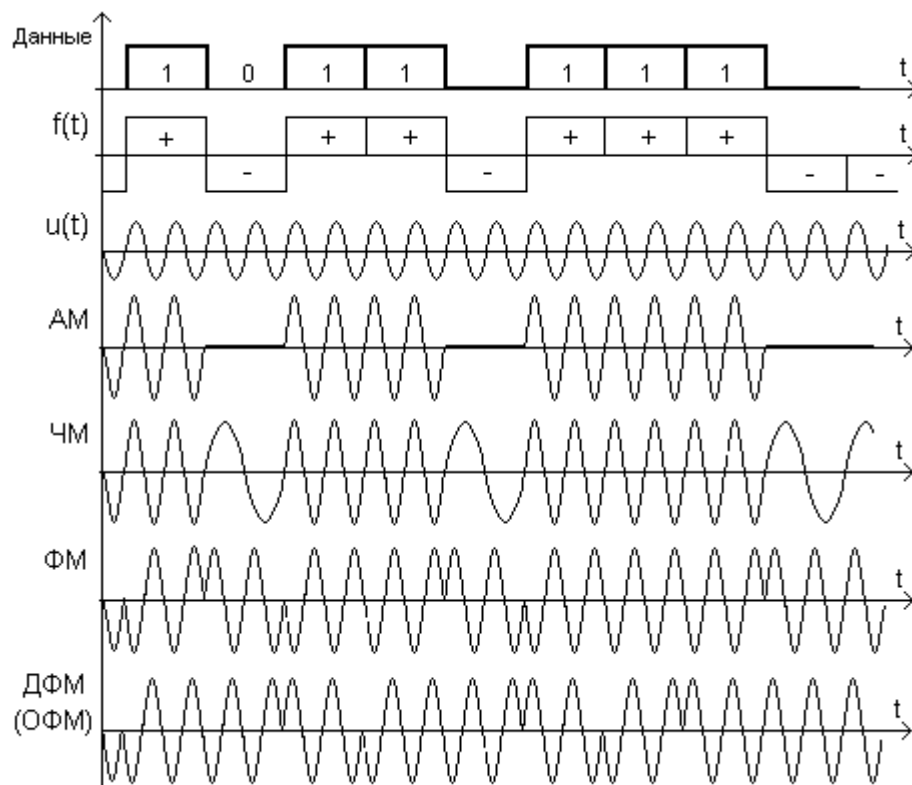 Данные 1 0 1 1 1 1 1 t
f(t) + - + + - + + + - - t
u(t) t
АМ t
ЧМ t
ФМ t
ДФМ
(ОФМ) t